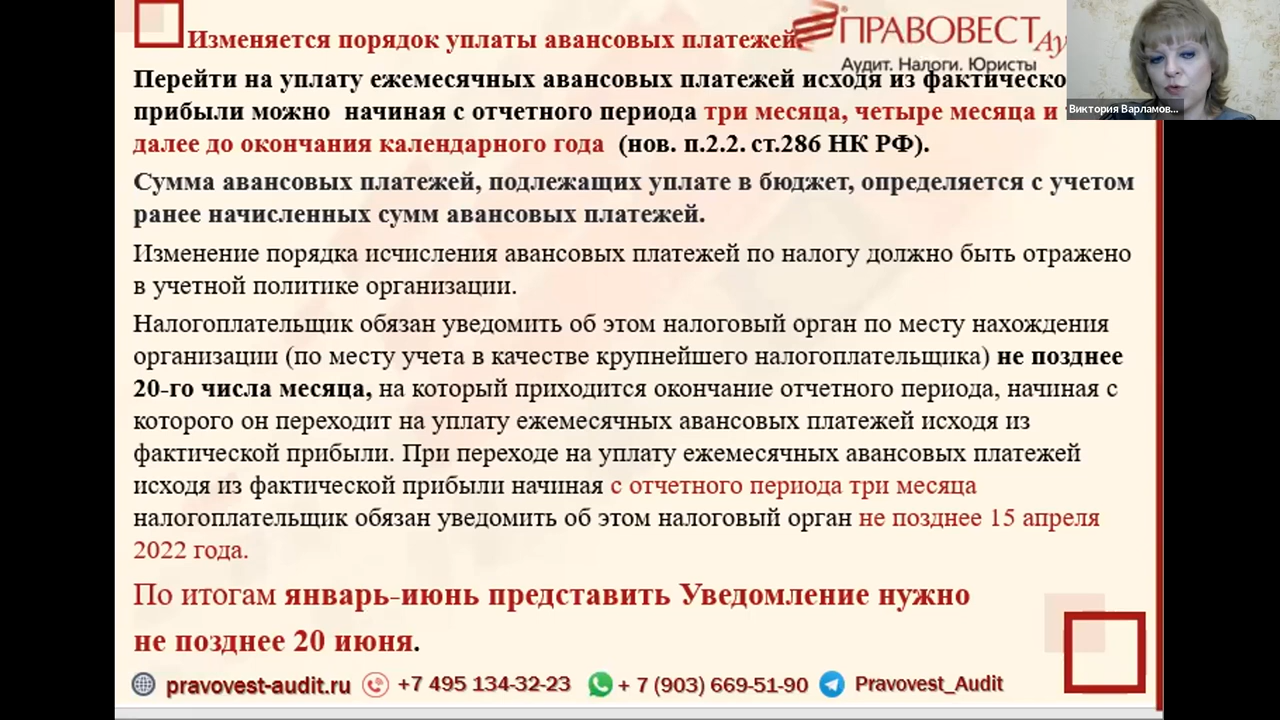 Изменяется порядок уплаты авансовых платежей.
ПРАВОВЕСТ
Аудит. Налоги. Юристы
Виктория Варламов...
Перейти на уплату ежемесячных авансовых платежей исходя из фактическо
прибыли можно начиная с отчетного периода три месяца, четыре месяца и
далее до окончания календарного года (нов. п.2.2. ст.286 НК РФ).
Сумма авансовых платежей, подлежащих уплате в бюджет, определяется с учетом
ранее начисленных сумм авансовых платежей.
Изменение порядка исчисления авансовых платежей по налогу должно быть отражено
в учетной политике организации.
Налогоплательщик обязан уведомить об этом налоговый орган по месту нахождения
организации (по месту учета в качестве крупнейшего налогоплательщика) не позднее
20-го числа месяца, на который приходится окончание отчетного периода, начиная с
которого он переходит на уплату ежемесячных авансовых платежей исходя из
фактической прибыли. При переходе на уплату ежемесячных авансовых платежей
исходя из фактической прибыли начиная с отчетного периода три месяца
налогоплательщик обязан уведомить об этом налоговый орган не позднее 15 апреля
2022 года.
По итогам январь-июнь представить Уведомление нужно
не позднее 20 июня.
pravovest-audit.ru +7 495 134-32-23 + 7 (903) 669-51-90 Pravovest_Audit